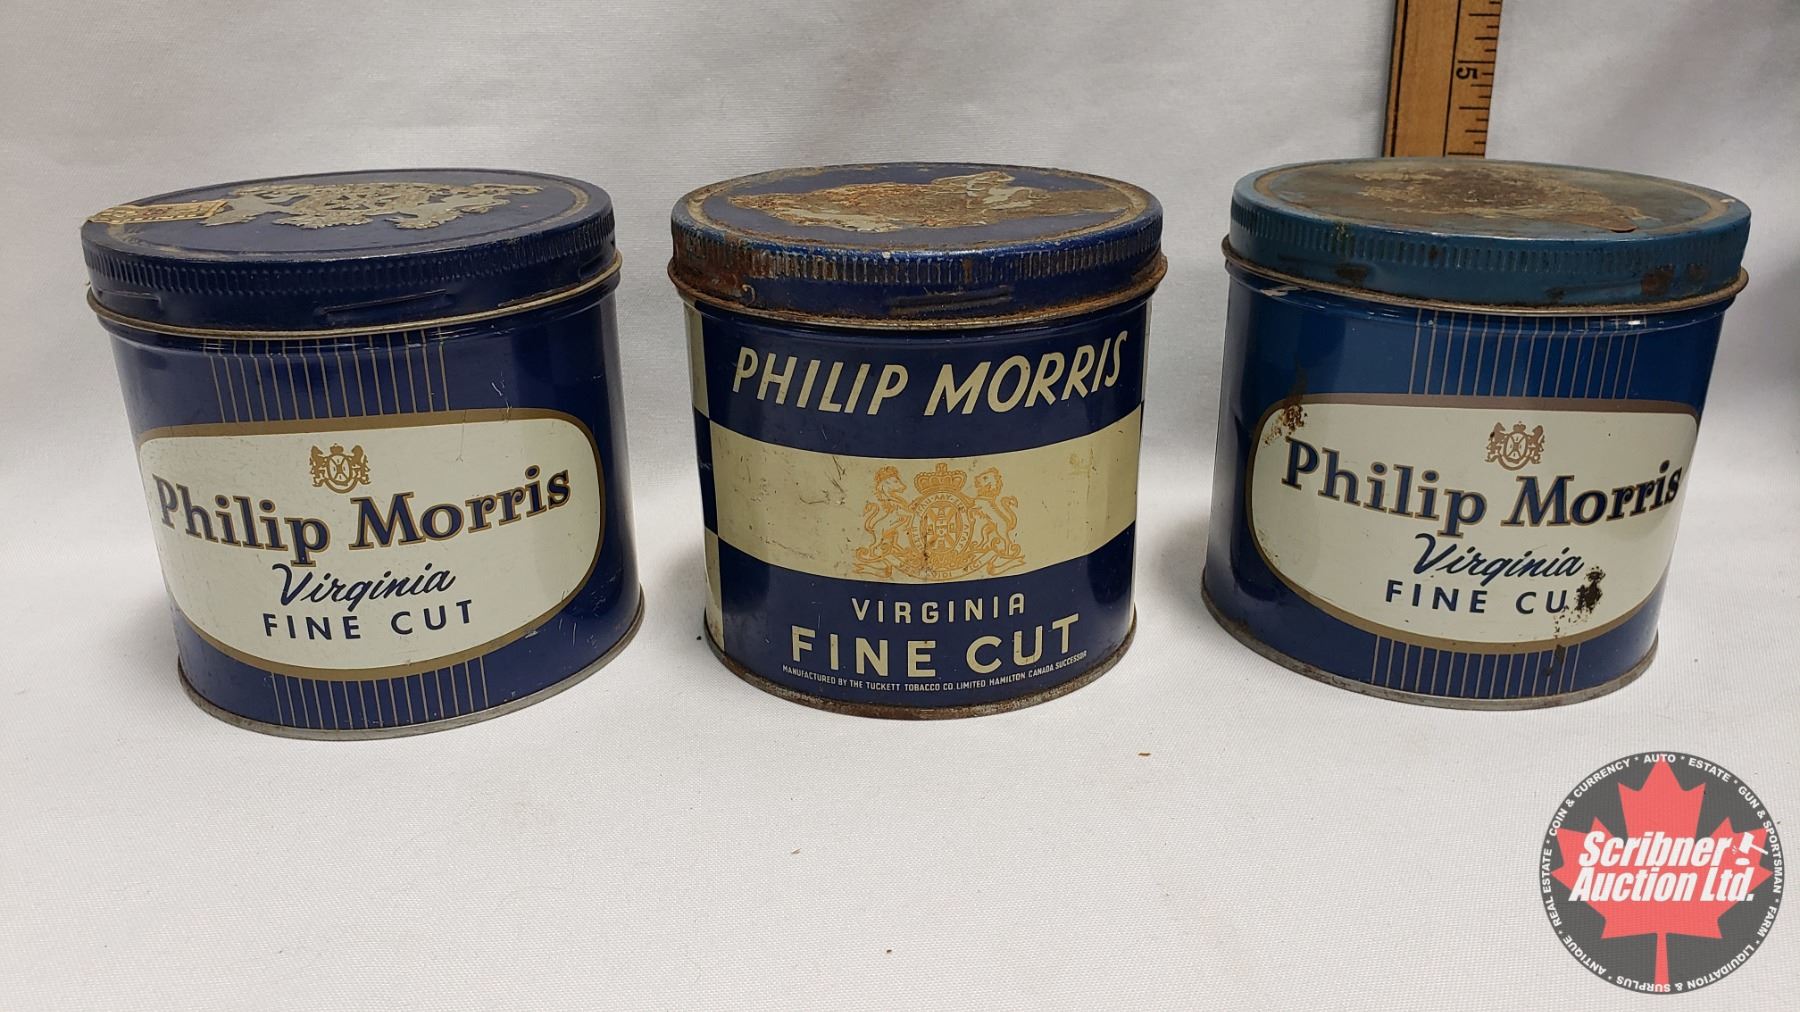 Philip Morris
Virginia
FINE CUT
PHILIP MORRIS
VIRGINIA
FINE CUT
MANUFACTURED BY THE TUCKETT TOBACCO CO. LIMITED HAMILTON, CANADA SUCCESSOR
Philip Morris
Virginia
FINE CU
15
Scribner
Auction Ltd.
REAL ESTATE * COIN & CURRENCY * AUTO * ESTATE * GUN & SPORTSMAN * FARM * LIQUIDATION & SURPLUS * ANTIQUE *